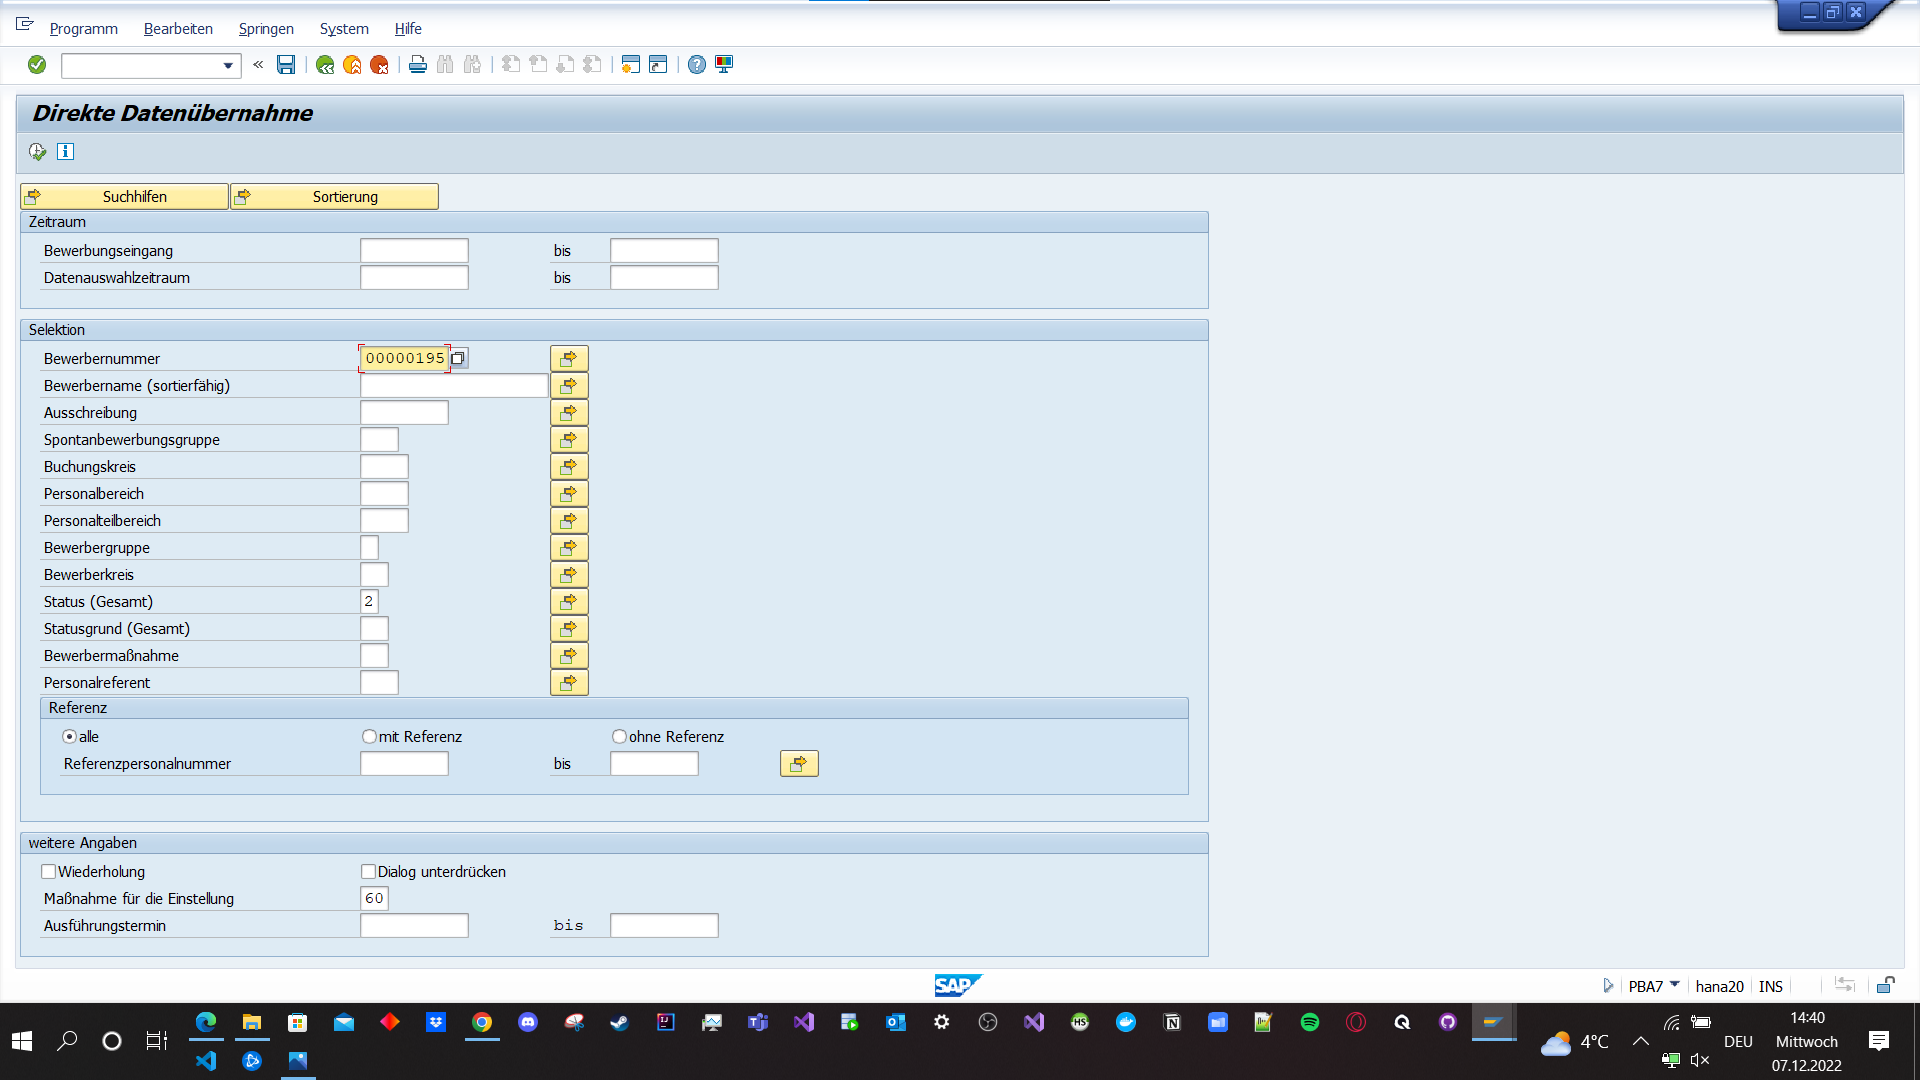 Programm Bearbeiten Springen System Hilfe
Direkte Datenübernahme
Suchhilfen Sortierung
Zeitraum
Bewerbungseingang bis
Datenauswahlzeitraum bis
Selektion
Bewerbernummer 00000195
Bewerbername (sortierfähig)
Ausschreibung
Spontanbewerbungsgruppe
Buchungskreis
Personalbereich
Personalteilbereich
Bewerbergruppe
Bewerberkreis
Status (Gesamt) 2
Statusgrund (Gesamt)
Bewerbermaßnahme
Personalreferent
Referenz
alle mit Referenz ohne Referenz
Referenzpersonalnummer bis
weitere Angaben
Wiederholung Dialog unterdrücken
Maßnahme für die Einstellung 60
Ausführungstermin bis
SAP PBA7 hana20 INS
4°C DEU
14:40
Mittwoch
07.12.2022